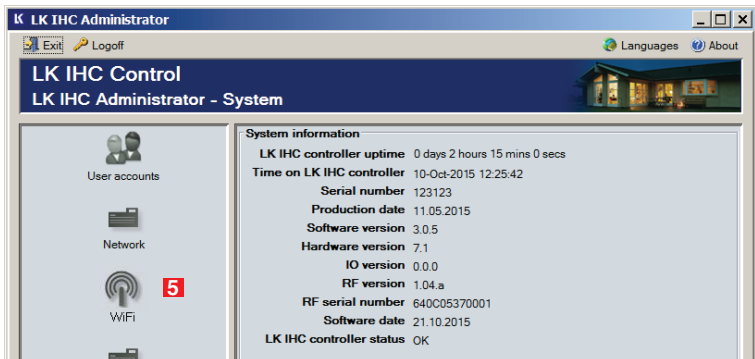 LK IHC Administrator
Exit Logoff Languages About
LK IHC Control
LK IHC Administrator - System
User accounts
Network
WiFi
5
System information
LK IHC controller uptime 0 days 2 hours 15 mins 0 secs
Time on LK IHC controller 10-Oct-2015 12:25:42
Serial number 123123
Production date 11.05.2015
Software version 3.0.5
Hardware version 7.1
IO version 0.0.0
RF version 1.04.a
RF serial number 640C05370001
Software date 21.10.2015
LK IHC controller status OK